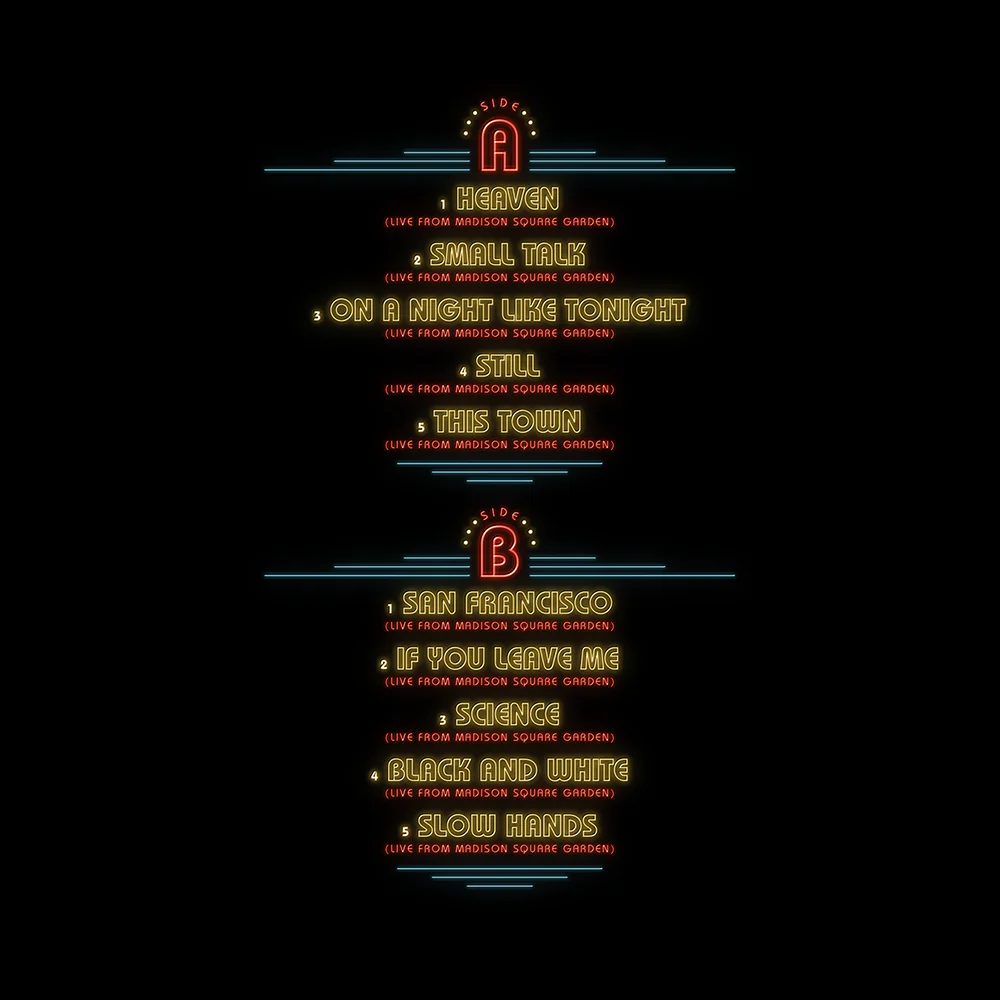 SIDE
A
1 HEAVEN
(LIVE FROM MADISON SQUARE GARDEN)
2 SMALL TALK
(LIVE FROM MADISON SQUARE GARDEN)
3 ON A NIGHT LIKE TONIGHT
(LIVE FROM MADISON SQUARE GARDEN)
4 STILL
(LIVE FROM MADISON SQUARE GARDEN)
5 THIS TOWN
(LIVE FROM MADISON SQUARE GARDEN)
SIDE
B
1 SAN FRANCISCO
(LIVE FROM MADISON SQUARE GARDEN)
2 IF YOU LEAVE ME
(LIVE FROM MADISON SQUARE GARDEN)
3 SCIENCE
(LIVE FROM MADISON SQUARE GARDEN)
4 BLACK AND WHITE
(LIVE FROM MADISON SQUARE GARDEN)
5 SLOW HANDS
(LIVE FROM MADISON SQUARE GARDEN)